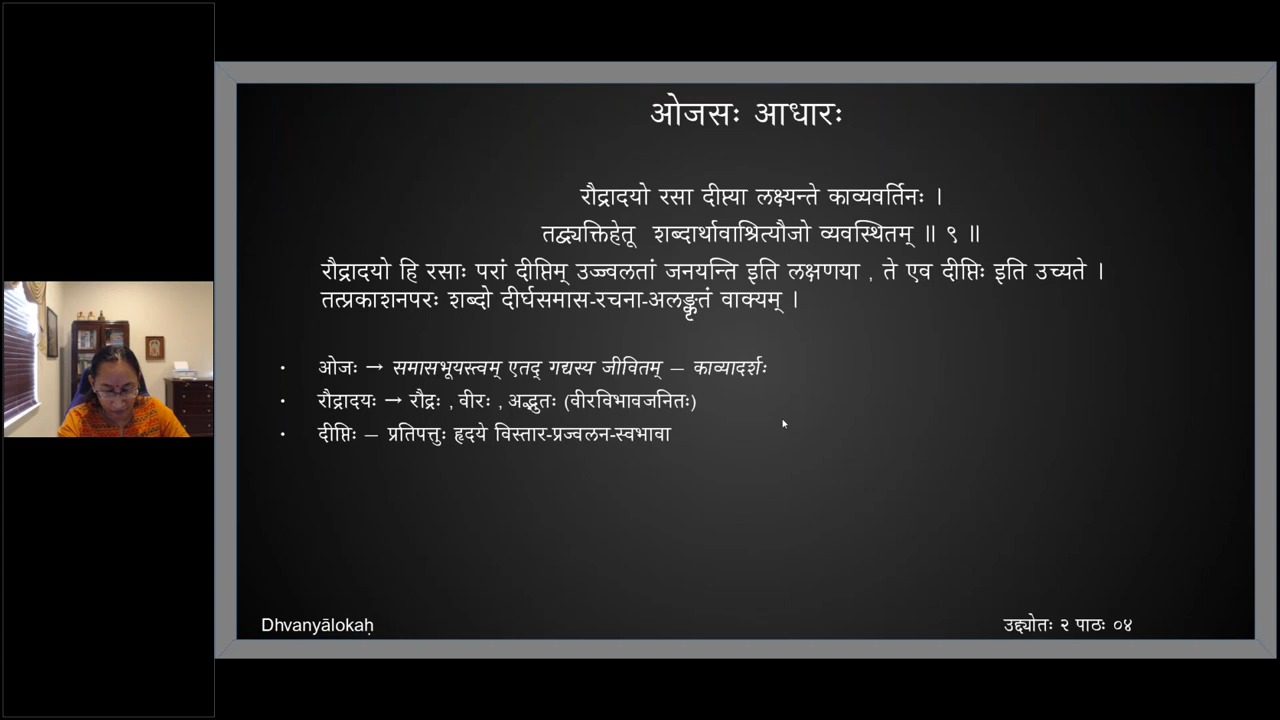 ओजसः आधारः
रौद्रादयो रसा दीप्त्या लक्ष्यन्ते काव्यवर्तिनः ।
तद्व्यक्तिहेतू शब्दार्थावाश्रित्यौजो व्यवस्थितम् ॥ ९ ॥
रौद्रादयो हि रसाः परां दीप्तिम् उज्ज्वलतां जनयन्ति इति लक्षणया , ते एव दीप्तिः इति उच्यते ।
तत्प्रकाशनपरः शब्दो दीर्घसमास-रचना-अलङ्कृतं वाक्यम् ।
• ओजः → समासभूयस्त्वम् एतद् गद्यस्य जीवितम् – काव्यादर्शः
• रौद्रादयः → रौद्रः , वीरः , अद्भुतः (वीरविभावजनितः)
• दीप्तिः – प्रतिपत्तुः हृदये विस्तार-प्रज्वलन-स्वभावा
Dhvanyālokaḥ
उद्द्योतः २ पाठः ०४